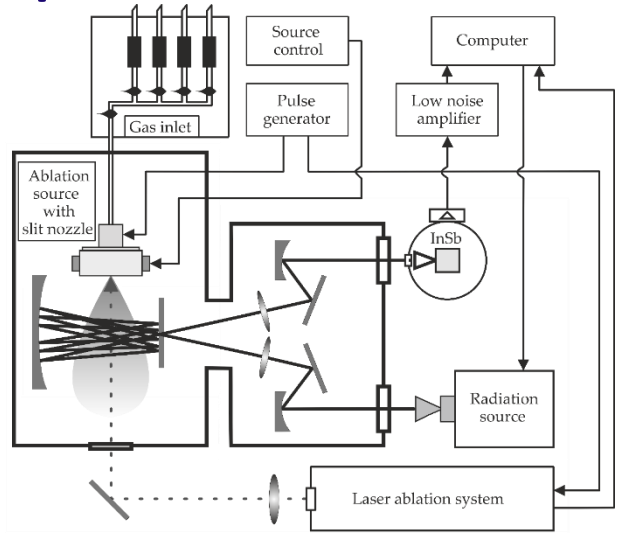 Source
control
Computer
Pulse
generator
Low noise
amplifier
Gas inlet
Ablation
source
with
slit nozzle
InSb
Radiation
source
Laser ablation system